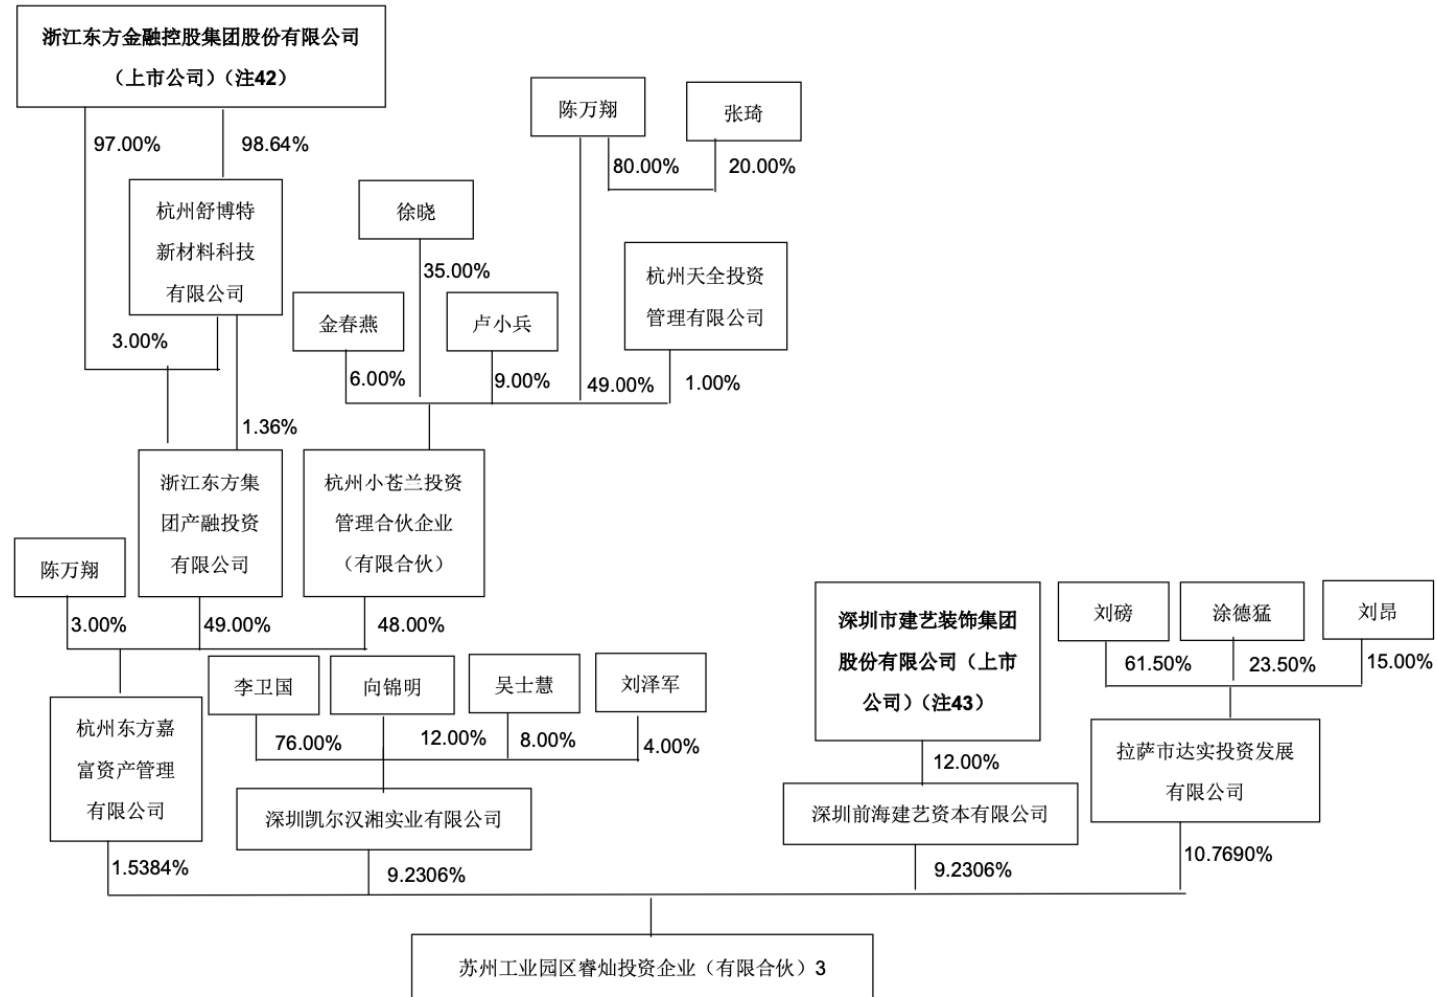 浙江东方金融控股集团股份有限公司
（上市公司）（注42）
陈万翔
张琦
97.00%
98.64%
80.00%
20.00%
杭州舒博特
新材料科技
有限公司
徐晓
35.00%
杭州天全投资
管理有限公司
金春燕
卢小兵
3.00%
6.00%
9.00%
49.00%
1.00%
1.36%
浙江东方集
团产融投资
有限公司
杭州小苍兰投资
管理合伙企业
（有限合伙）
陈万翔
3.00%
49.00%
48.00%
深圳市建艺装饰集团
股份有限公司（上市
公司）（注43）
刘磅
涂德猛
刘昂
61.50%
23.50%
15.00%
李卫国
向锦明
吴士慧
刘泽军
76.00%
12.00%
8.00%
4.00%
12.00%
杭州东方嘉
富资产管理
有限公司
深圳凯尔汉湘实业有限公司
深圳前海建艺资本有限公司
拉萨市达实投资发展
有限公司
1.5384%
9.2306%
9.2306%
10.7690%
苏州工业园区睿灿投资企业（有限合伙）3